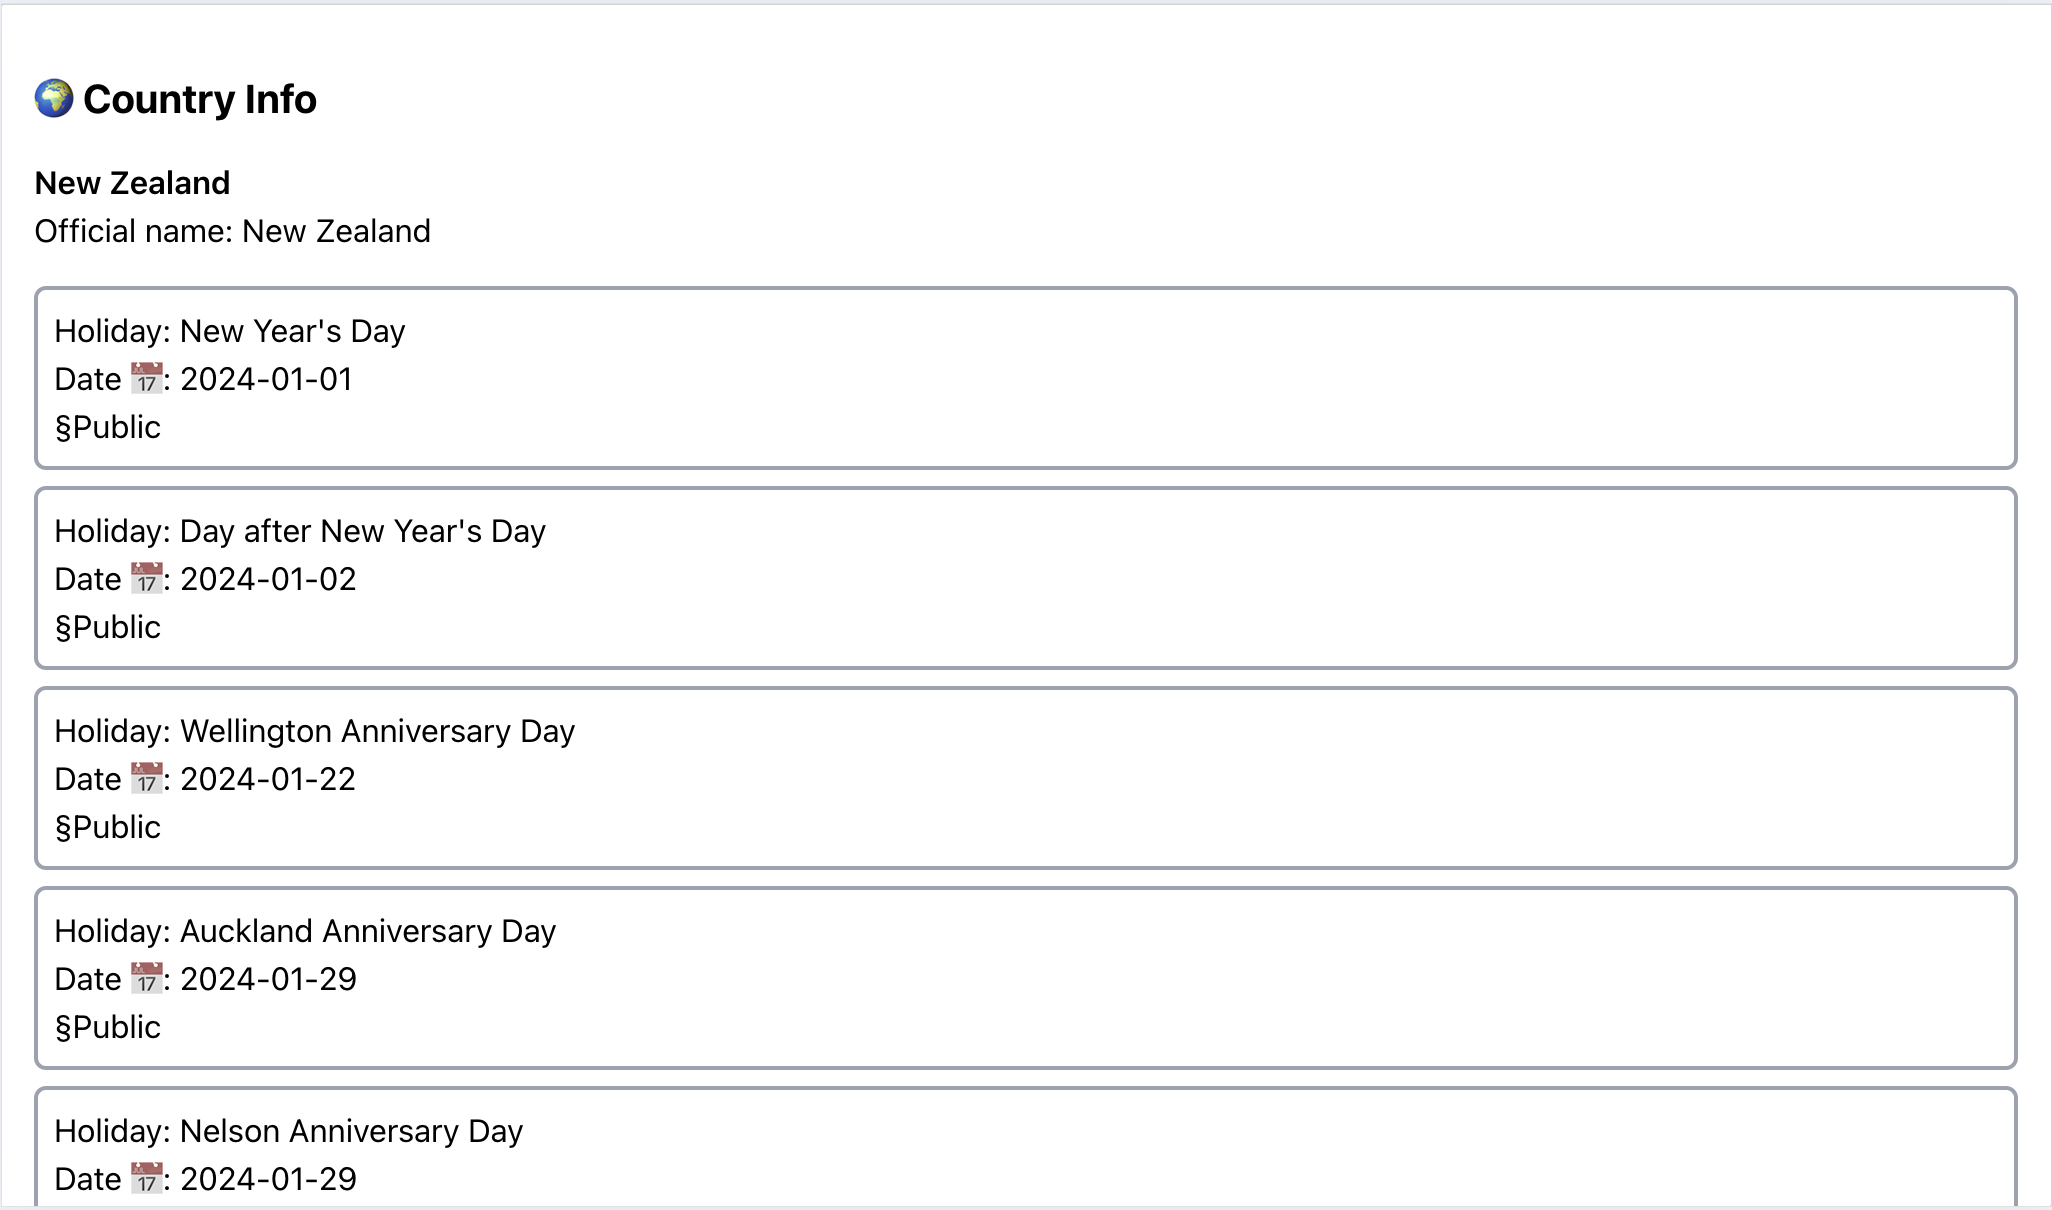 🌍 Country Info
New Zealand
Official name: New Zealand
Holiday: New Year's Day
Date 📅: 2024-01-01
§Public
Holiday: Day after New Year's Day
Date 📅: 2024-01-02
§Public
Holiday: Wellington Anniversary Day
Date 📅: 2024-01-22
§Public
Holiday: Auckland Anniversary Day
Date 📅: 2024-01-29
§Public
Holiday: Nelson Anniversary Day
Date 📅: 2024-01-29